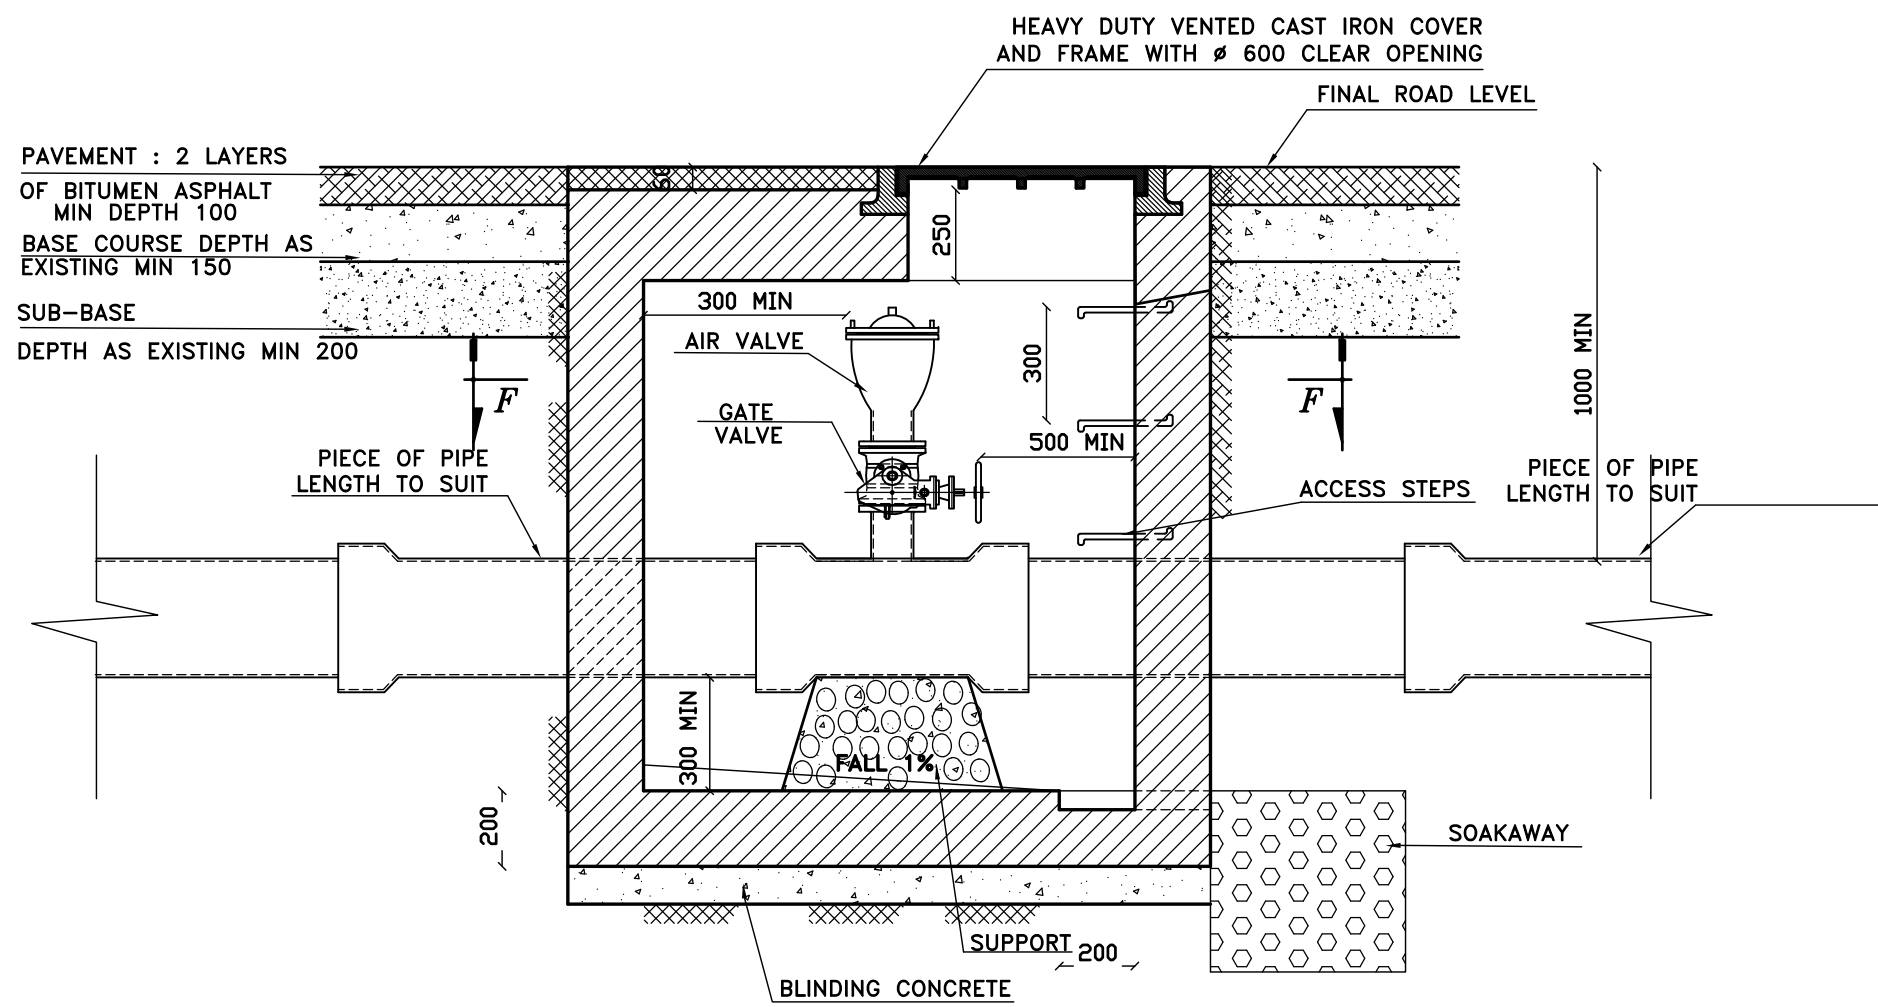 HEAVY DUTY VENTED CAST IRON COVER
AND FRAME WITH ø 600 CLEAR OPENING
FINAL ROAD LEVEL
PAVEMENT : 2 LAYERS
OF BITUMEN ASPHALT
MIN DEPTH 100
BASE COURSE DEPTH AS
EXISTING MIN 150
SUB-BASE
DEPTH AS EXISTING MIN 200
60
250
300 MIN
AIR VALVE
300
1000 MIN
F
F
GATE
VALVE
500 MIN
PIECE OF PIPE
LENGTH TO SUIT
ACCESS STEPS
PIECE OF PIPE
LENGTH TO SUIT
300 MIN
FALL 1%
200
SOAKAWAY
SUPPORT
200
BLINDING CONCRETE